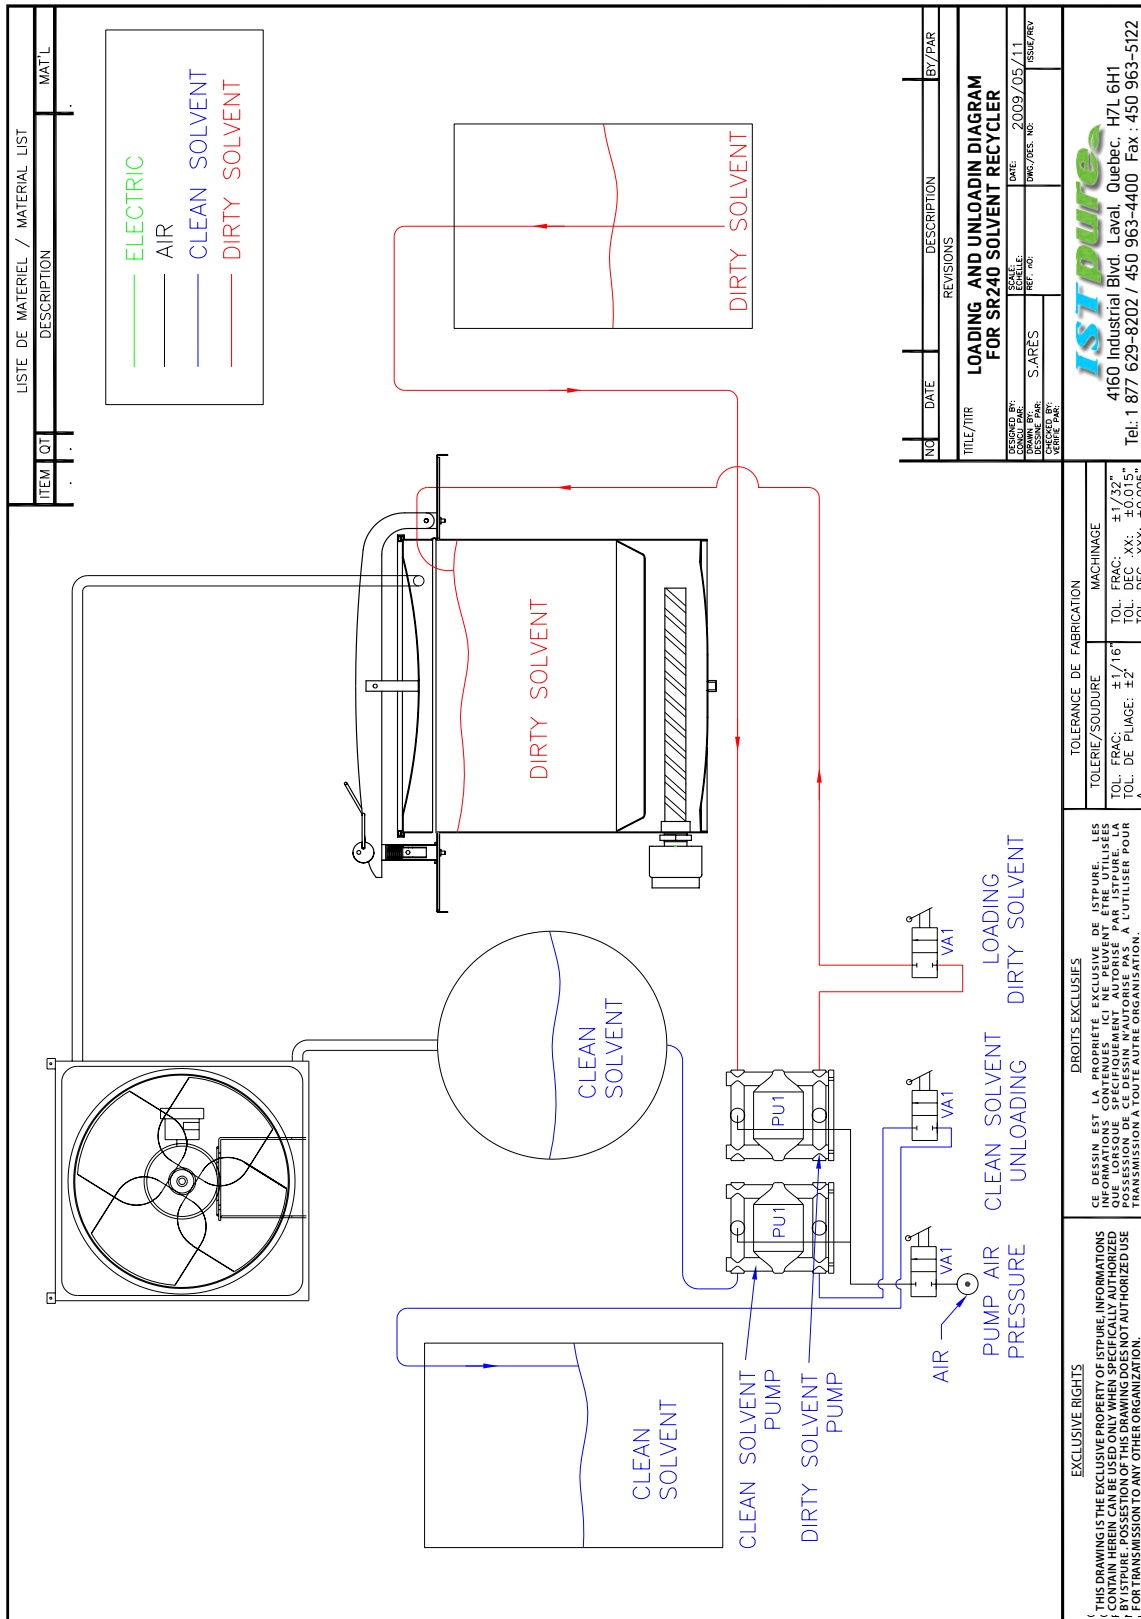 LISTE DE MATERIEL / MATERIAL LIST
ITEM QT DESCRIPTION MAT'L
ELECTRIC
AIR
CLEAN SOLVENT
DIRTY SOLVENT
DIRTY SOLVENT
DIRTY SOLVENT
CLEAN
SOLVENT
CLEAN
SOLVENT
CLEAN SOLVENT
PUMP
DIRTY SOLVENT
PUMP
PU1
PU1
AIR
VA1
VA1
VA1
PUMP AIR
PRESSURE
CLEAN SOLVENT
UNLOADING
LOADING
DIRTY SOLVENT
NO DATE DESCRIPTION BY/PAR
REVISIONS
TITLE/TITR
LOADING AND UNLOADIN DIAGRAM
FOR SR240 SOLVENT RECYCLER
DESIGNED BY:
CONCU PAR:
SCALE:
ECHELLE:
DATE:
2009/05/11
DRAWN BY:
DESSINE PAR:
S.ARÈS
REF. NO:
DWG./DES. NO:
ISSUE/REV
CHECKED BY:
VERIFIE PAR:
ISTpure
4160 Industrial Blvd. Laval, Quebec, H7L 6H1
Tel: 1 877 629-8202 / 450 963-4400 Fax : 450 963-5122
TOLERANCE DE FABRICATION
TOLERIE/SOUDURE
MACHINAGE
TOL. FRAC: ±1/16"
TOL. DE PLIAGE: ±2°
TOL. FRAC: ±1/32"
TOL. DEC .XX: ±0.015"
TOL. DEC .XXX: ±0.005"
DROITS EXCLUSIFS
CE DESSIN EST LA PROPRIÉTÉ EXCLUSIVE DE ISTPURE. LES
INFORMATIONS CONTENUES ICI NE PEUVENT ÊTRE UTILISÉES
QUE LORSQUE SPÉCIFIQUEMENT AUTORISÉ PAR ISTPURE. LA
POSSESSION DE CE DESSIN N'AUTORISE PAS À L'UTILISER POUR
TRANSMISSION À TOUTE AUTRE ORGANISATION.
EXCLUSIVE RIGHTS
THIS DRAWING IS THE EXCLUSIVE PROPERTY OF ISTPURE, INFORMATIONS
CONTAIN HEREIN CAN BE USED ONLY WHEN SPECIFICALLY AUTHORIZED
BY ISTPURE. POSSESTION OF THIS DRAWING DOES NOT AUTHORIZED USE
FOR TRANSMISSION TO ANY OTHER ORGANIZATION.